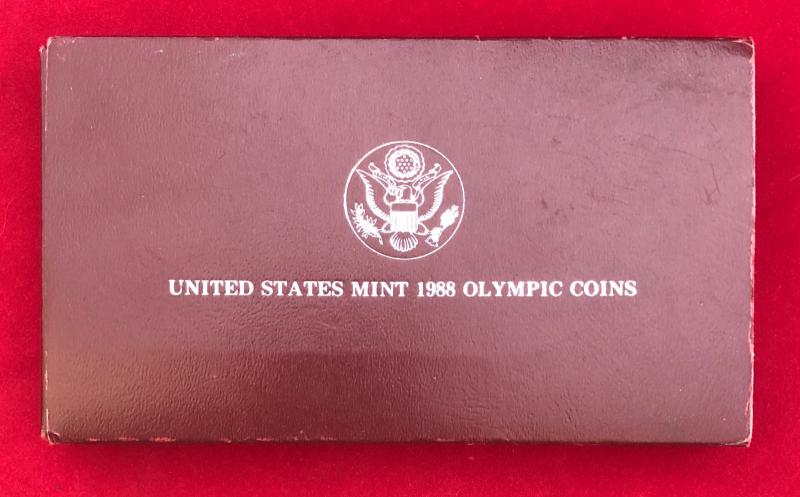 UNITED STATES MINT 1988 OLYMPIC COINS